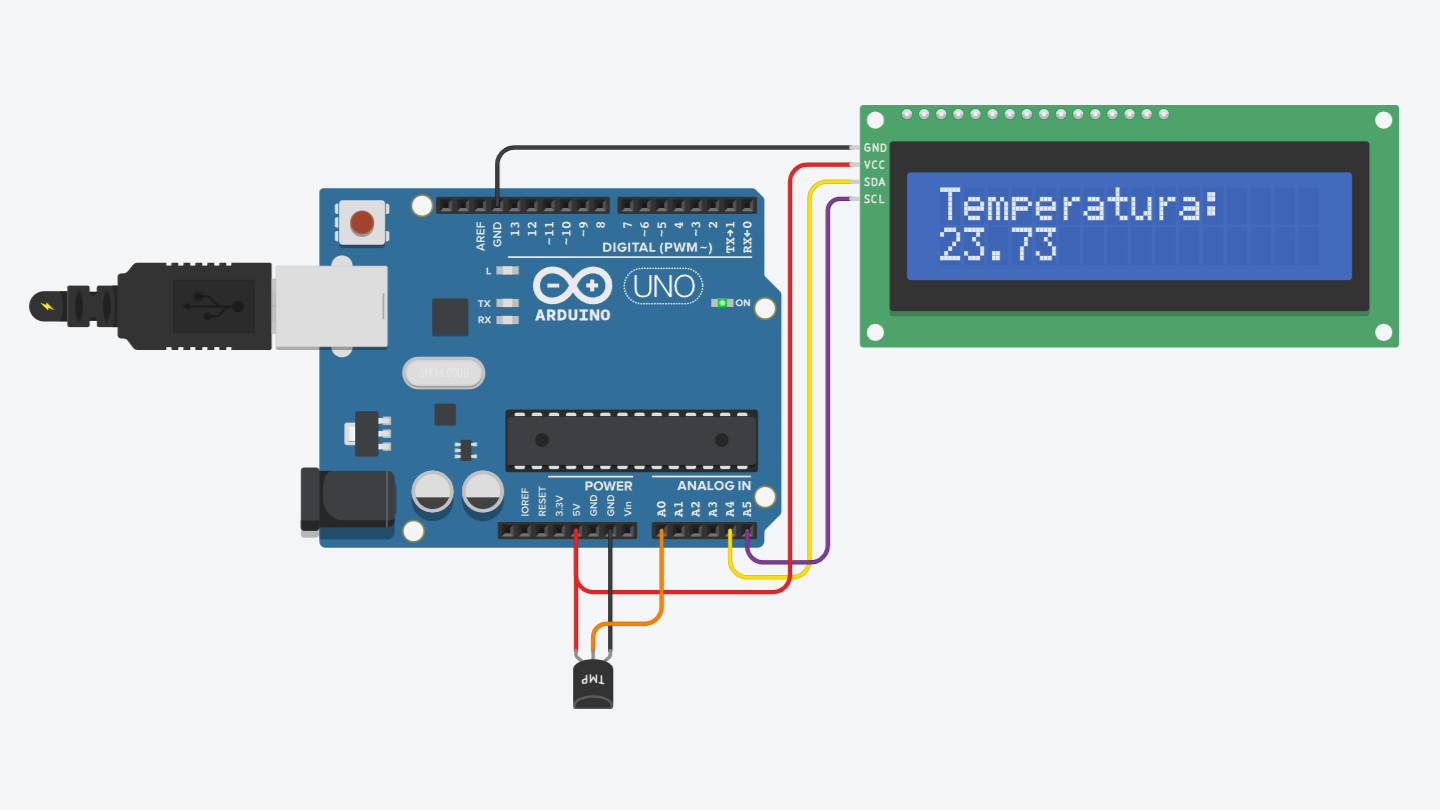 GND
VCC
SDA
SCL
Temperatura:
23.73
AREF
GND
13
12
~11
~10
~9
8
7
~6
~5
4
~3
2
TX→1
RX←0
DIGITAL (PWM~)
L
TX
RX
UNO
ON
ARDUINO
POWER
ANALOG IN
IOREF
RESET
3.3V
5V
GND
GND
Vin
A0
A1
A2
A3
A4
A5
TMP